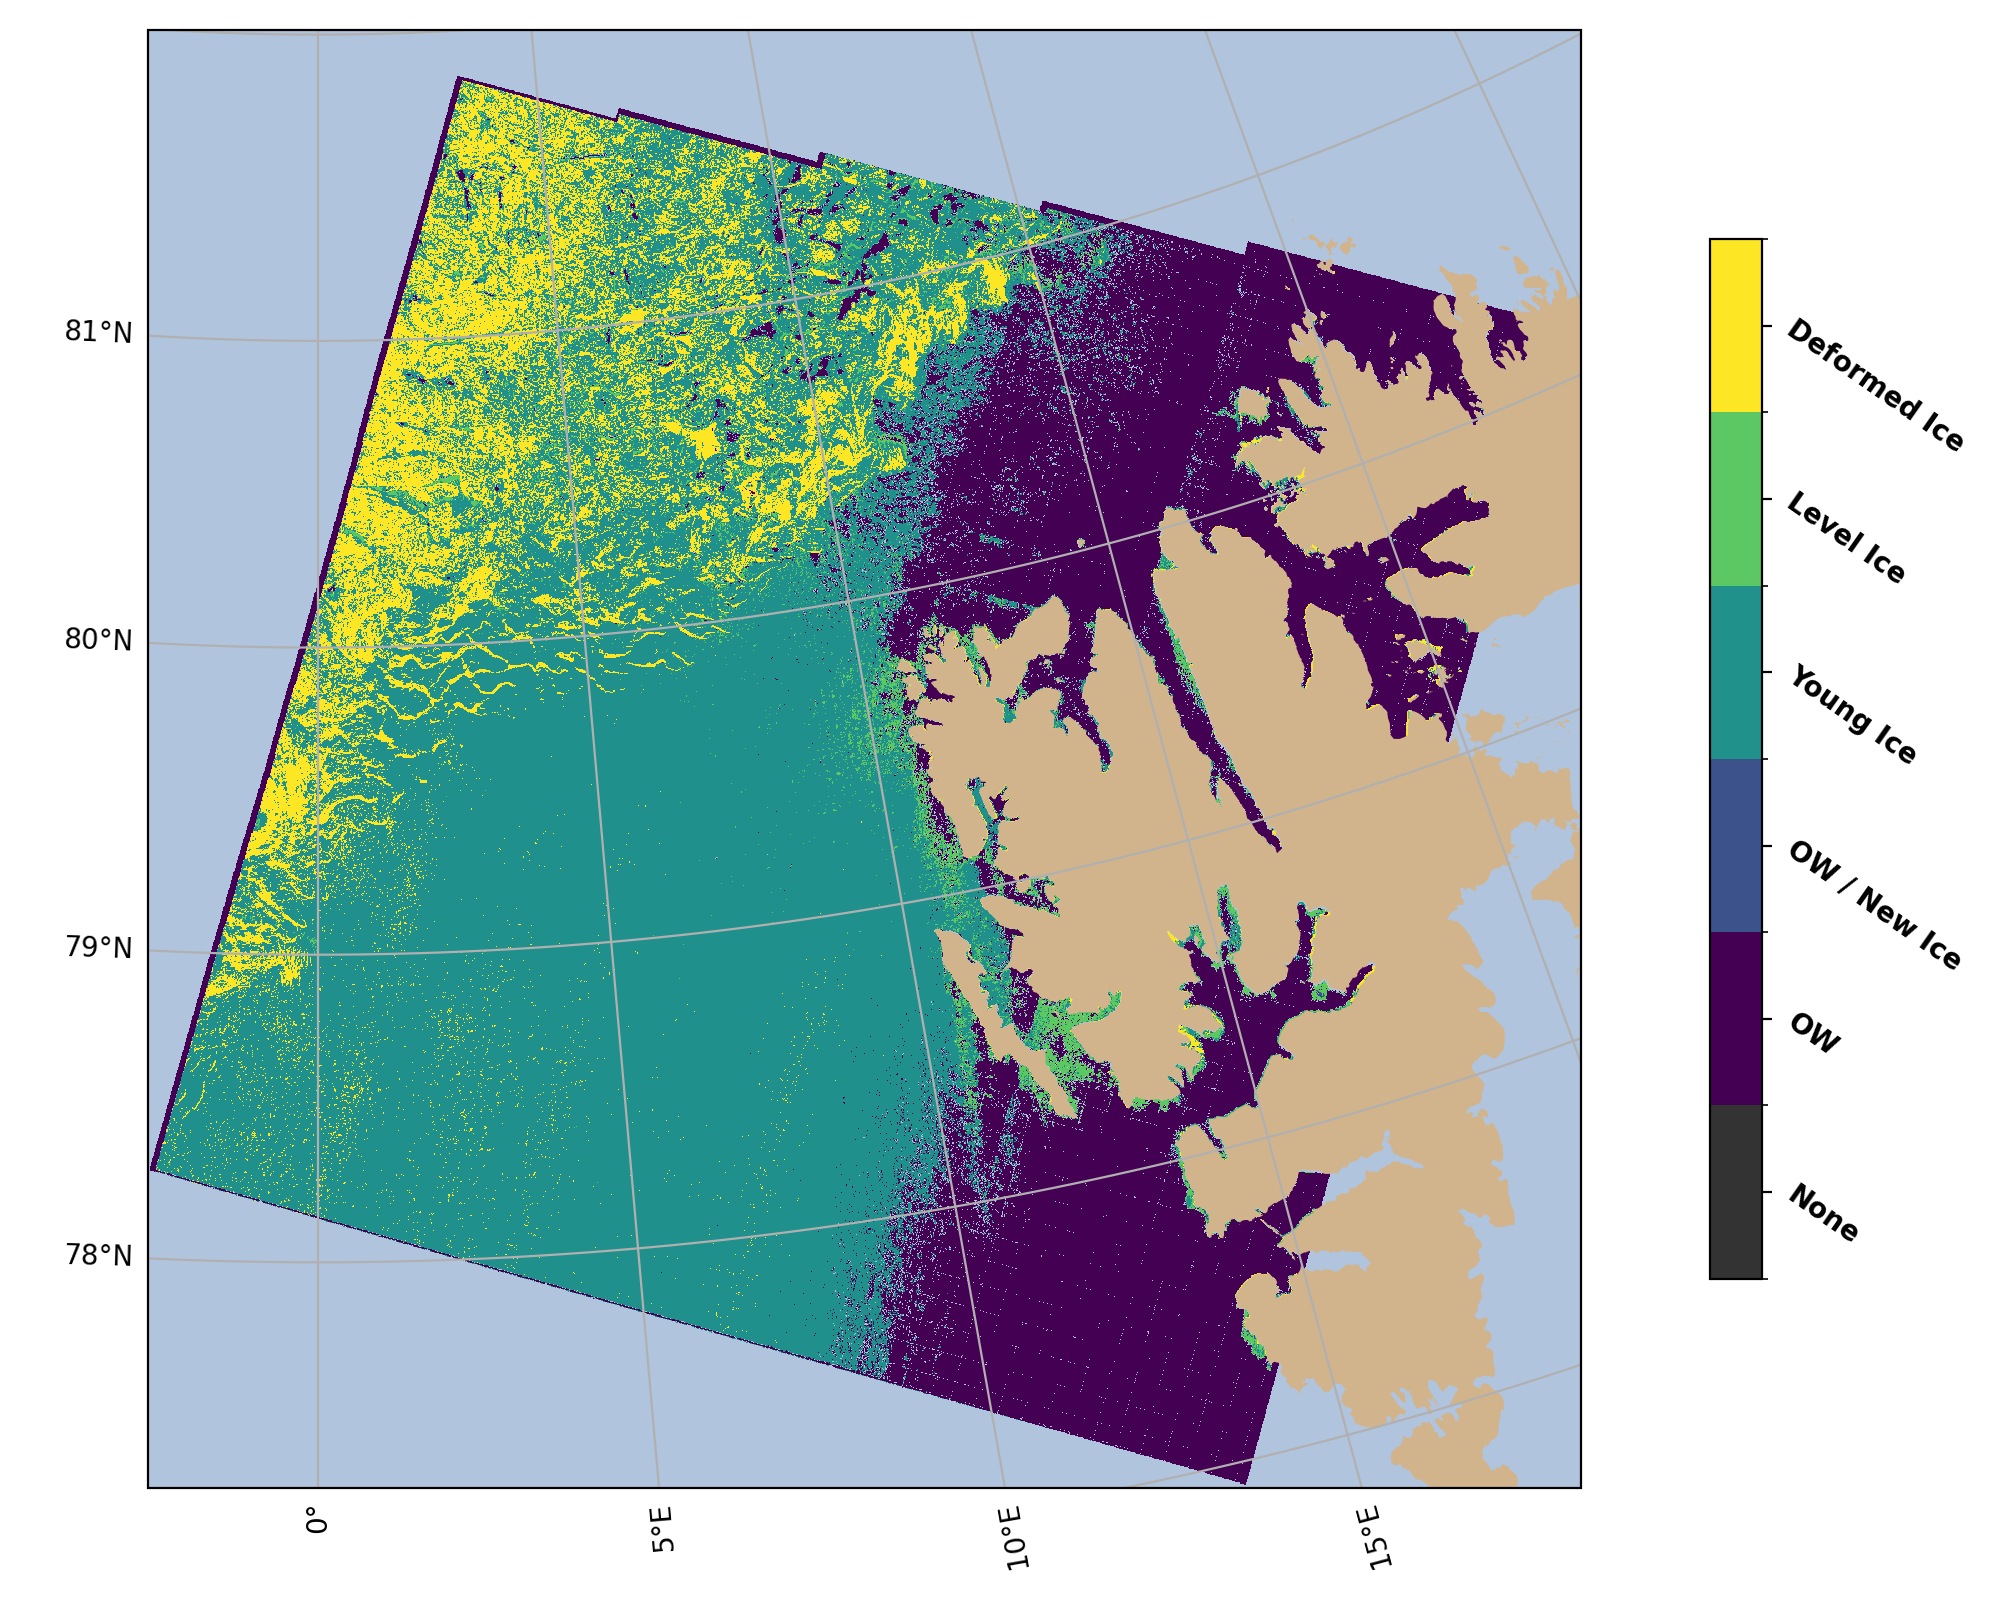 81°N
80°N
79°N
78°N
0°
5°E
10°E
15°E
Deformed Ice
Level Ice
Young Ice
OW / New Ice
OW
None